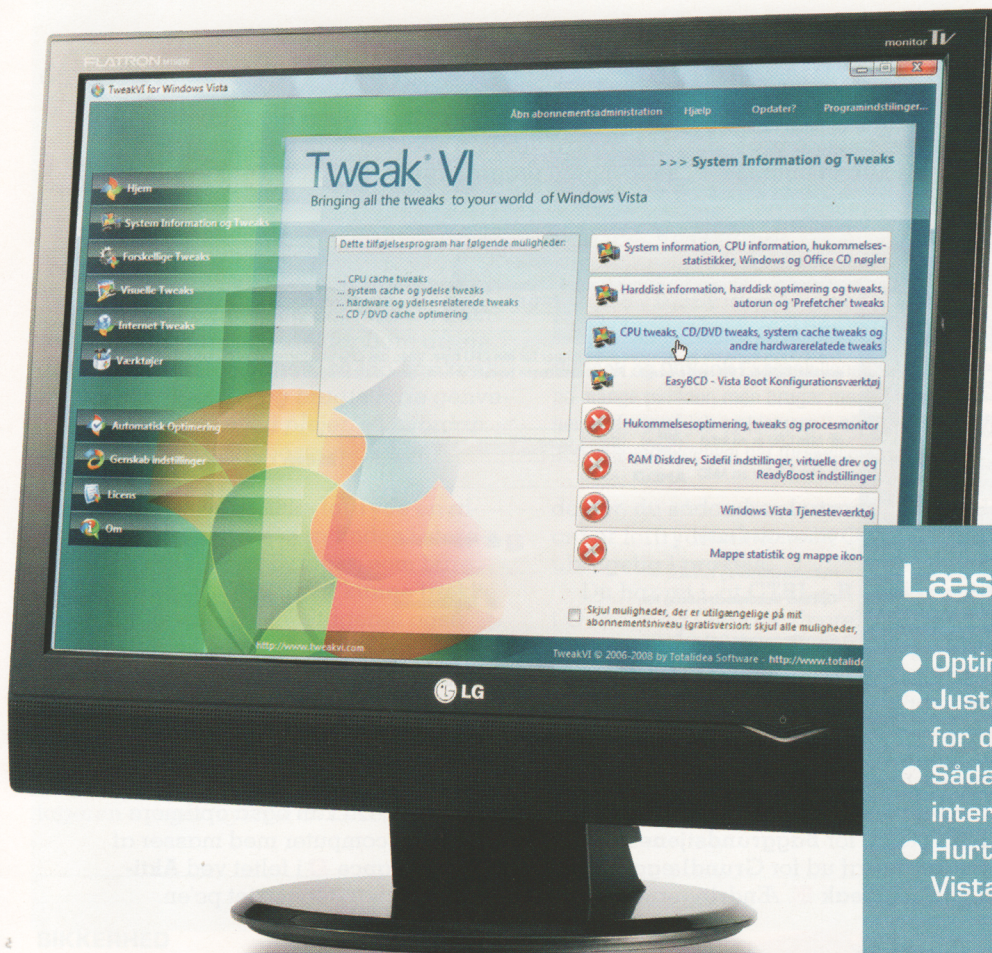 monitor TV
FLATRON
TweakVI for Windows Vista
Åbn abonnementsadministration Hjælp Opdater? Programindstilinger...
Tweak VI
>>> System Information og Tweaks
Bringing all the tweaks to your world of Windows Vista
Hjem
System Information og Tweaks
Forskellige Tweaks
Visuelle Tweaks
Internet Tweaks
Værktøjer
Automatisk Optimering
Genskab Indstillinger
Licens
Om
Dette tilføjelsesprogram har følgende muligheder:
... CPU cache tweaks
... system cache og ydelse tweaks
... hardware og ydelsesrelaterede tweaks
... CD / DVD cache optimering
System information, CPU information, hukommelses-
statistikker, Windows og Office CD nøgler
Harddisk information, harddisk optimering og tweaks,
autorun og 'Prefetcher' tweaks
CPU tweaks, CD/DVD tweaks, system cache tweaks og
andre hardwarerelatede tweaks
EasyBCD - Vista Boot Konfigurationsværktøj
Hukommelsesoptimering, tweaks og procesmonitor
RAM Diskdrev, Sidefil indstillinger, virtuelle drev og
ReadyBoost indstillinger
Windows Vista Tjenesteværktøj
Mappe statistik og mappe ikon-
Skjul muligheder, der er utilgængelige på mit
abonnementsniveau (gratisversion: skjul alle muligheder,
http://www.tweakvi.com
TweakVI © 2006-2008 by Totalidea Software - http://www.totalide
LG
Læs
Optim
Just
for d
Såda
inter
Hurt
Vista